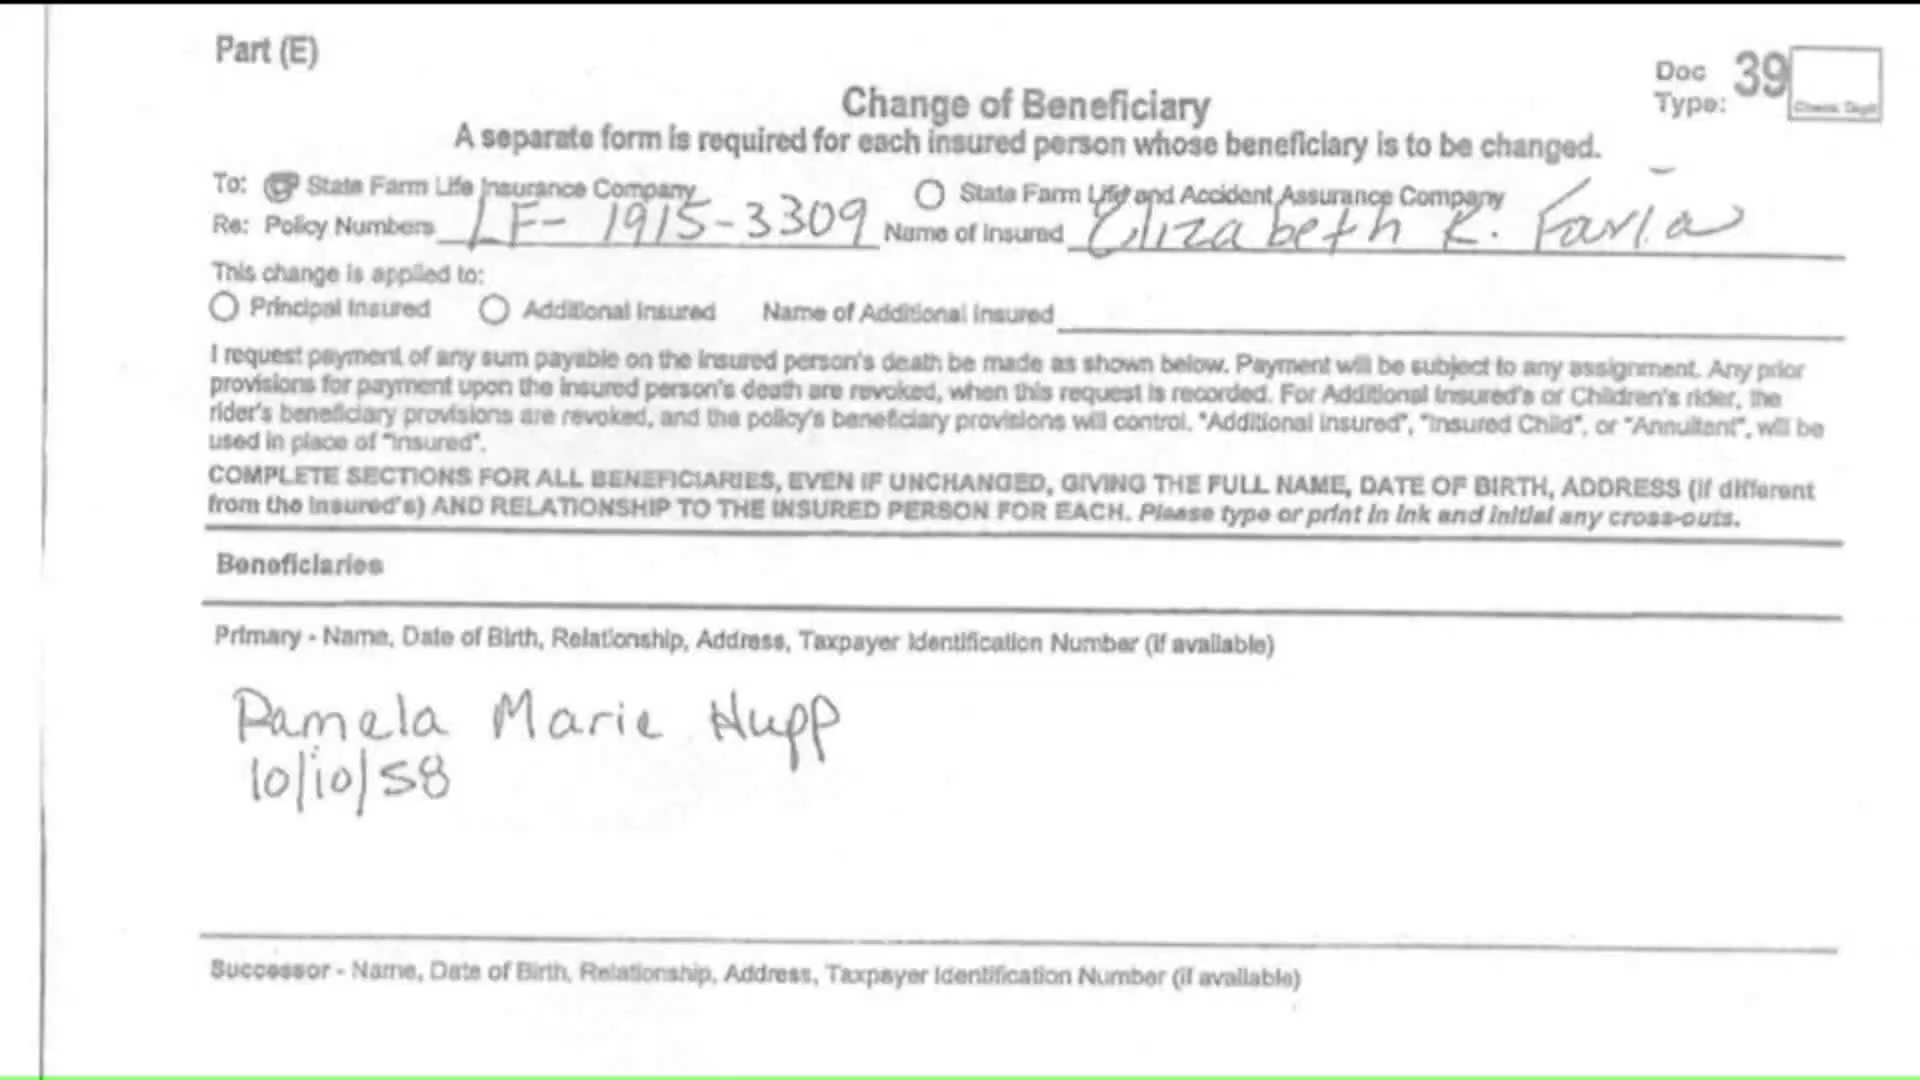 Part (E)
Doc Type: 39
Check Digit
Change of Beneficiary
A separate form is required for each insured person whose beneficiary is to be changed.
To: State Farm Life Insurance Company State Farm Life and Accident Assurance Company
Re: Policy Numbers LF-1915-3309 Name of Insured Elizabeth K. Faria
This change is applied to:
Principal Insured Additional Insured Name of Additional Insured
I request payment of any sum payable on the insured person's death be made as shown below. Payment will be subject to any assignment. Any prior
provisions for payment upon the insured person's death are revoked, when this request is recorded. For Additional Insured's or Children's rider, the
rider's beneficiary provisions are revoked, and the policy's beneficiary provisions will control. "Additional Insured", "Insured Child", or "Annuitant", will be
used in place of "Insured".
COMPLETE SECTIONS FOR ALL BENEFICIARIES, EVEN IF UNCHANGED, GIVING THE FULL NAME, DATE OF BIRTH, ADDRESS (if different
from the Insured's) AND RELATIONSHIP TO THE INSURED PERSON FOR EACH. Please type or print in ink and initial any cross-outs.
Beneficiaries
Primary - Name, Date of Birth, Relationship, Address, Taxpayer Identification Number (if available)
Pamela Marie Hupp
10/10/58
Successor - Name, Date of Birth, Relationship, Address, Taxpayer Identification Number (if available)